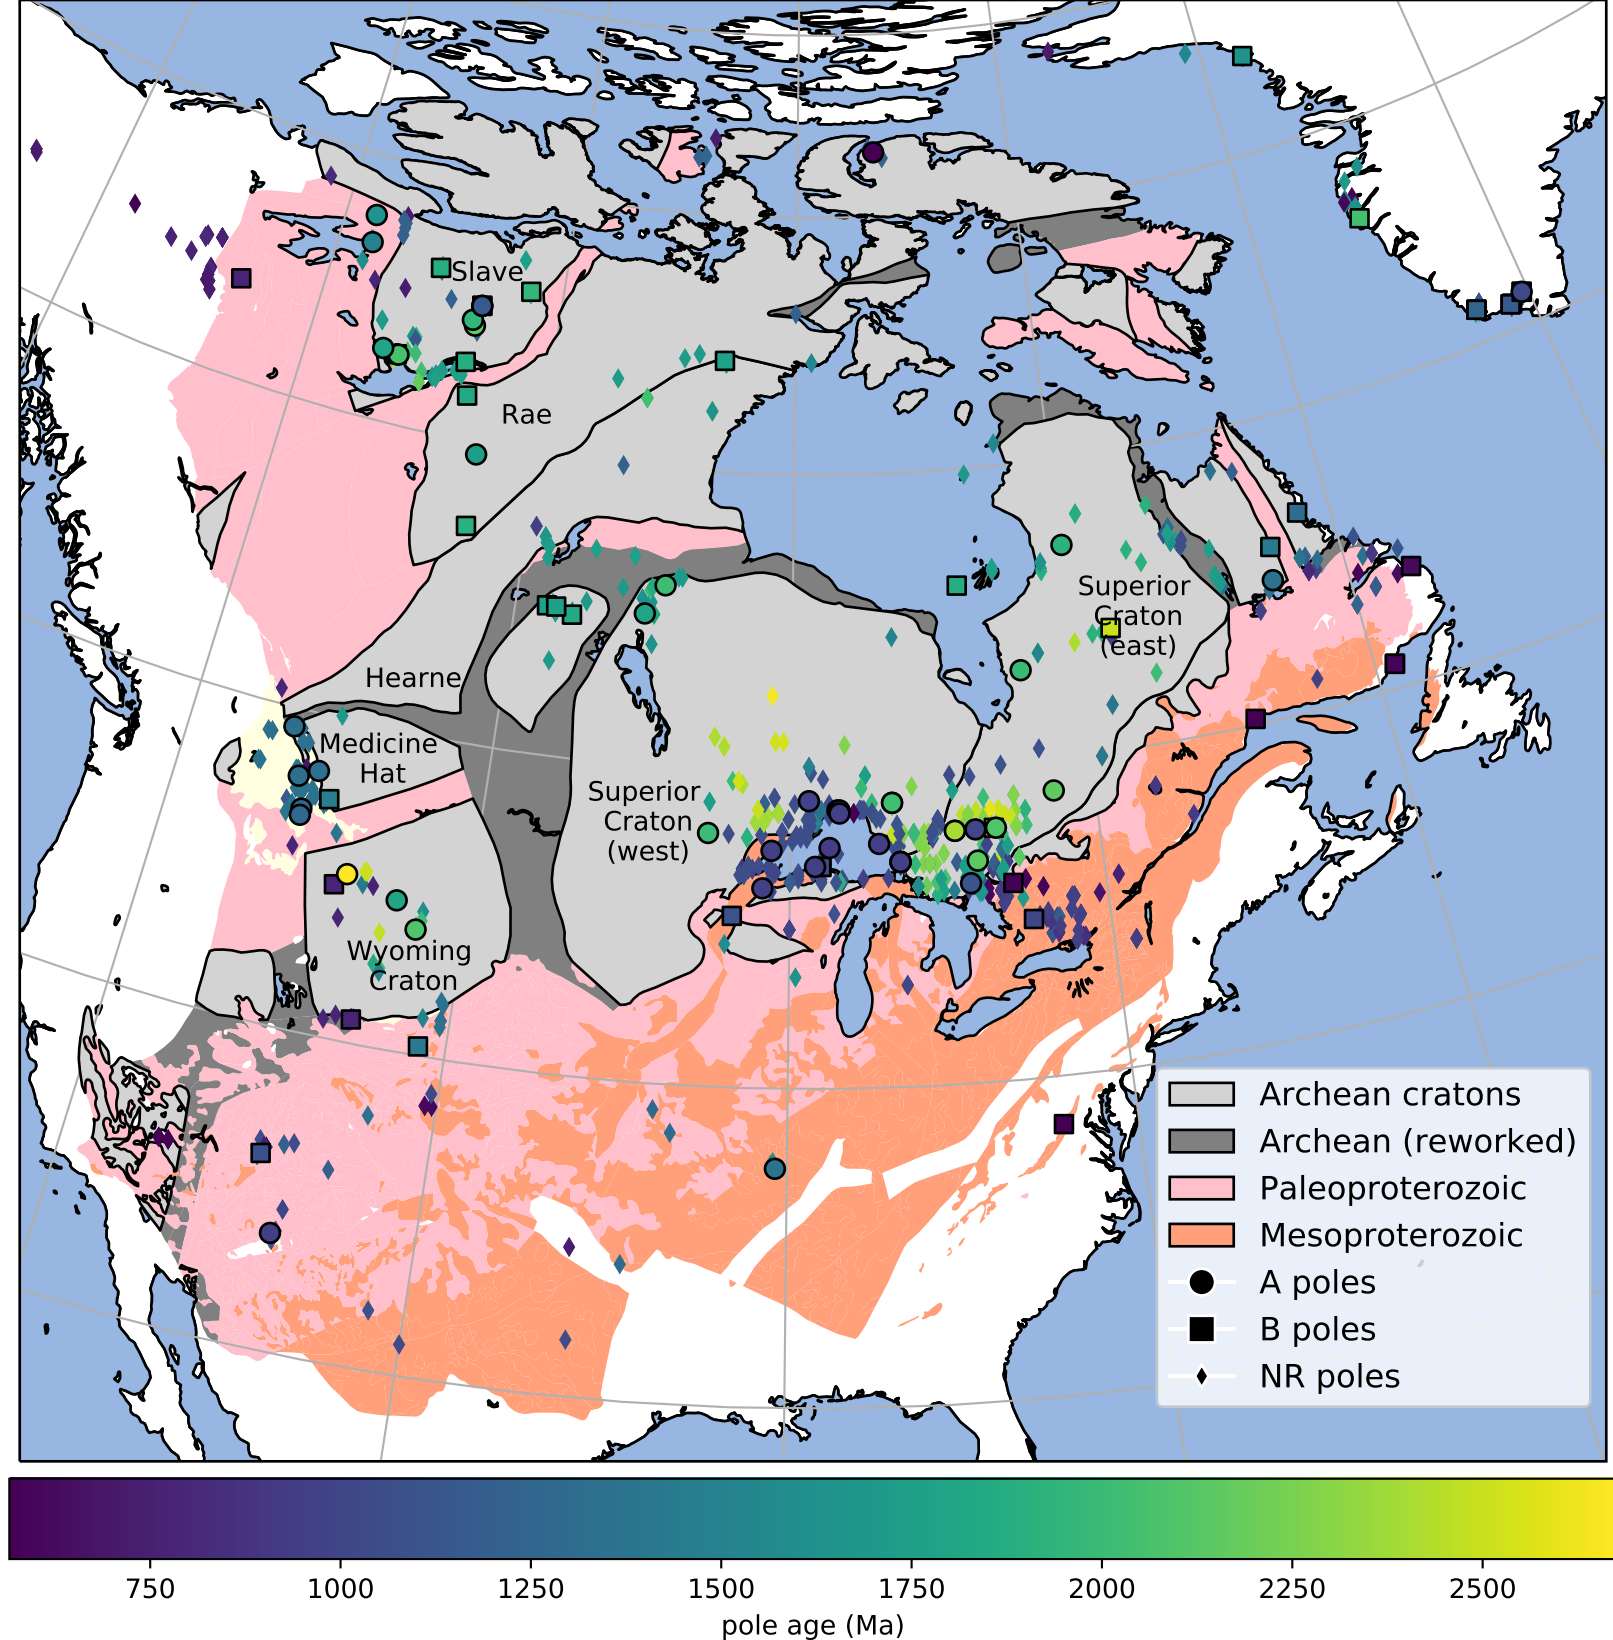 Slave
Rae
Hearne
Medicine
Hat
Superior
Craton
(east)
Superior
Craton
(west)
Wyoming
Craton
Archean cratons
Archean (reworked)
Paleoproterozoic
Mesoproterozoic
A poles
B poles
NR poles
750 1000 1250 1500 1750 2000 2250 2500
pole age (Ma)